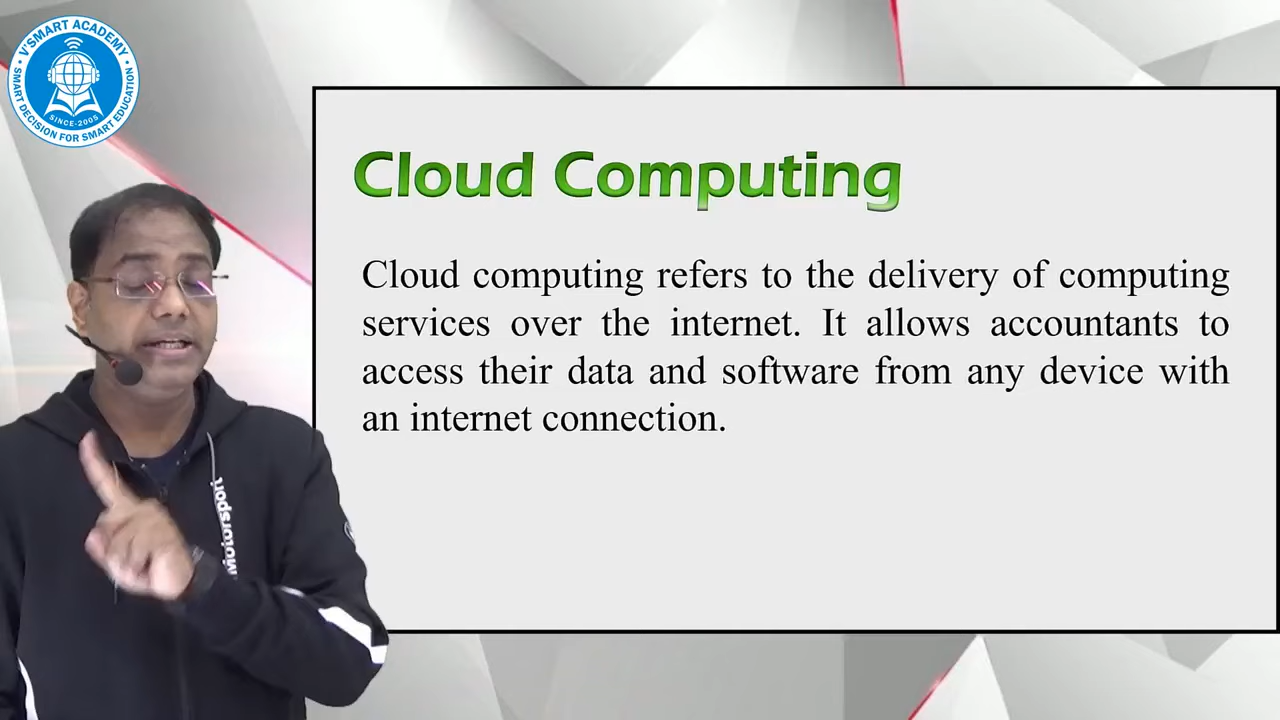 V'SMART ACADEMY
SMART DECISION FOR SMART EDUCATION
SINCE-2005
Cloud Computing
Cloud computing refers to the delivery of computing
services over the internet. It allows accountants to
access their data and software from any device with
an internet connection.
Motorsport